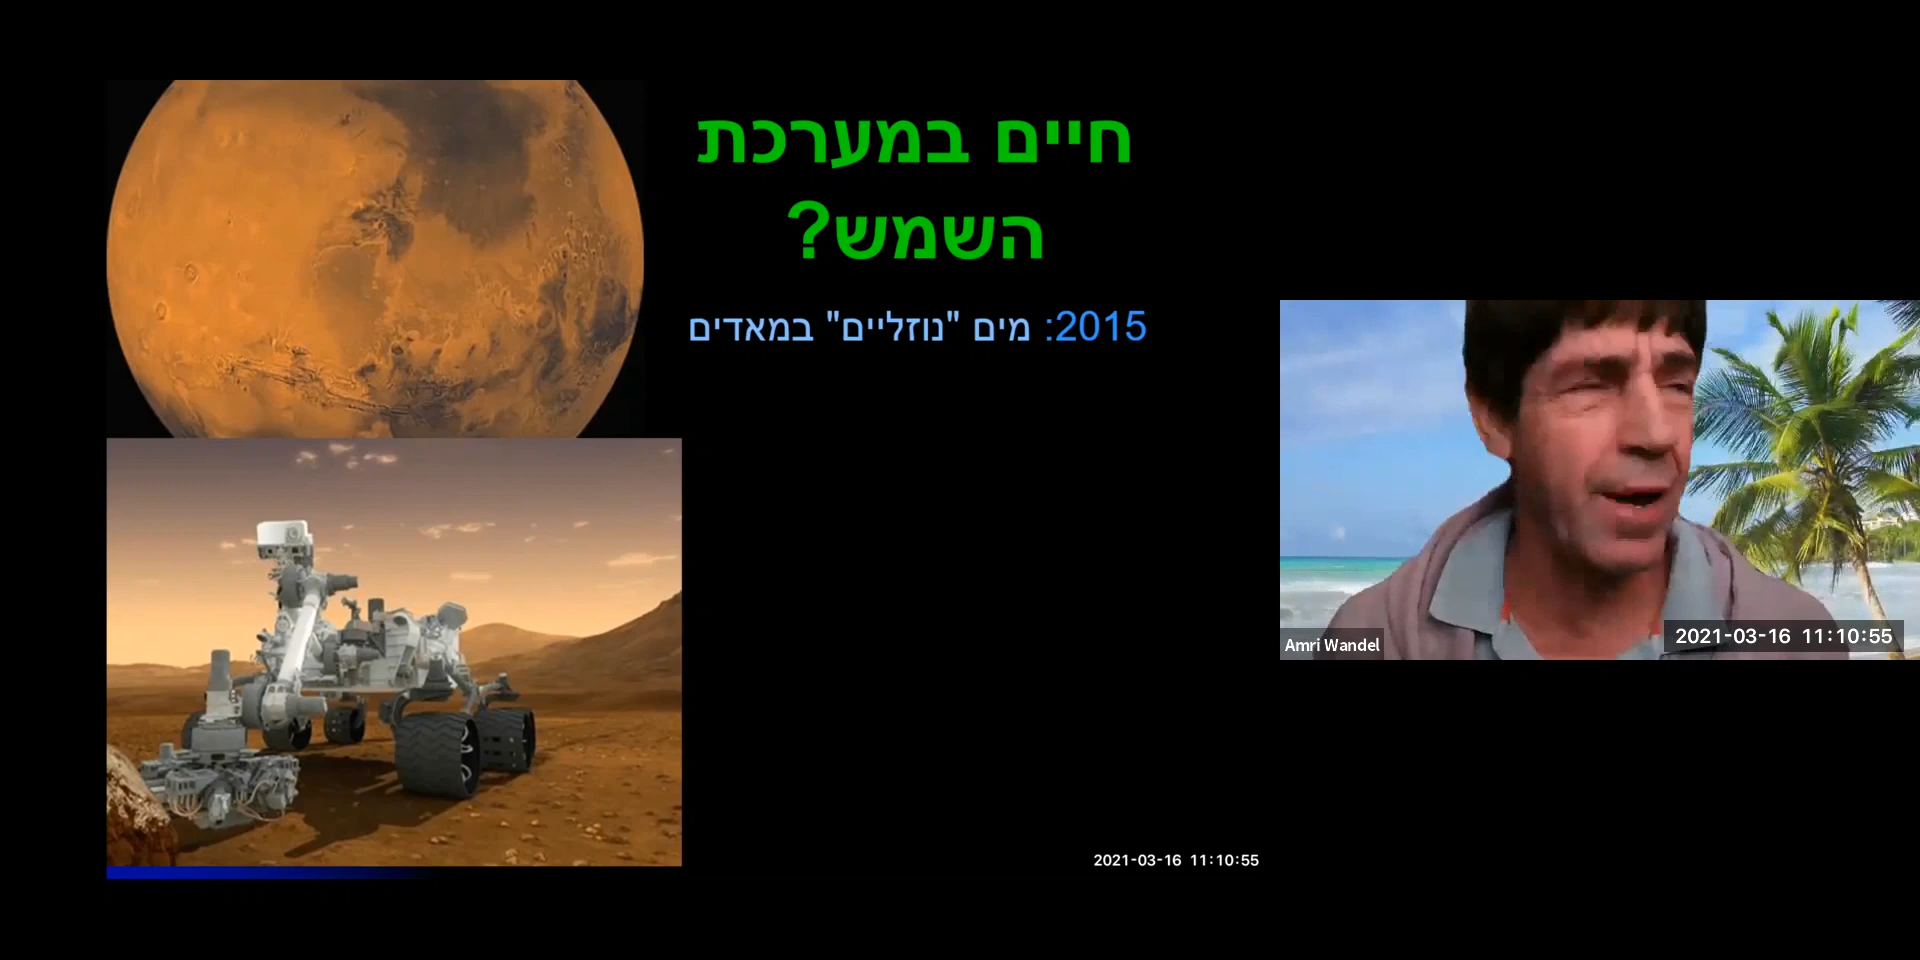 חיים במערכת
השמש?
2015: מים "נוזליים" במאדים
Amri Wandel
2021-03-16 11:10:55
2021-03-16 11:10:55